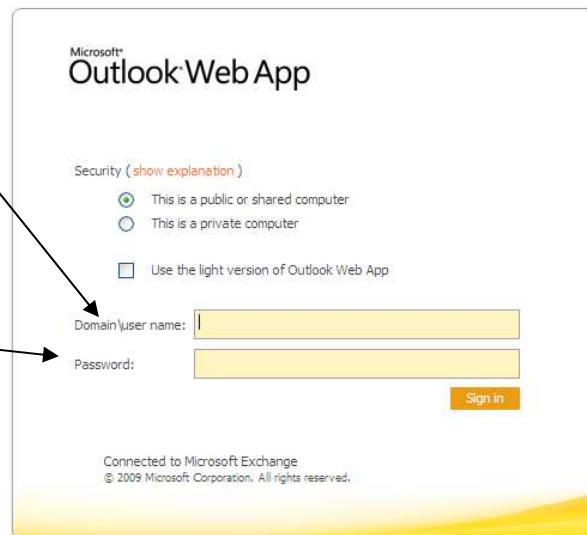 Microsoft®
Outlook Web App
Security ( show explanation )
This is a public or shared computer
This is a private computer
Use the light version of Outlook Web App
Domain\user name:
Password:
Sign in
Connected to Microsoft Exchange
© 2009 Microsoft Corporation. All rights reserved.